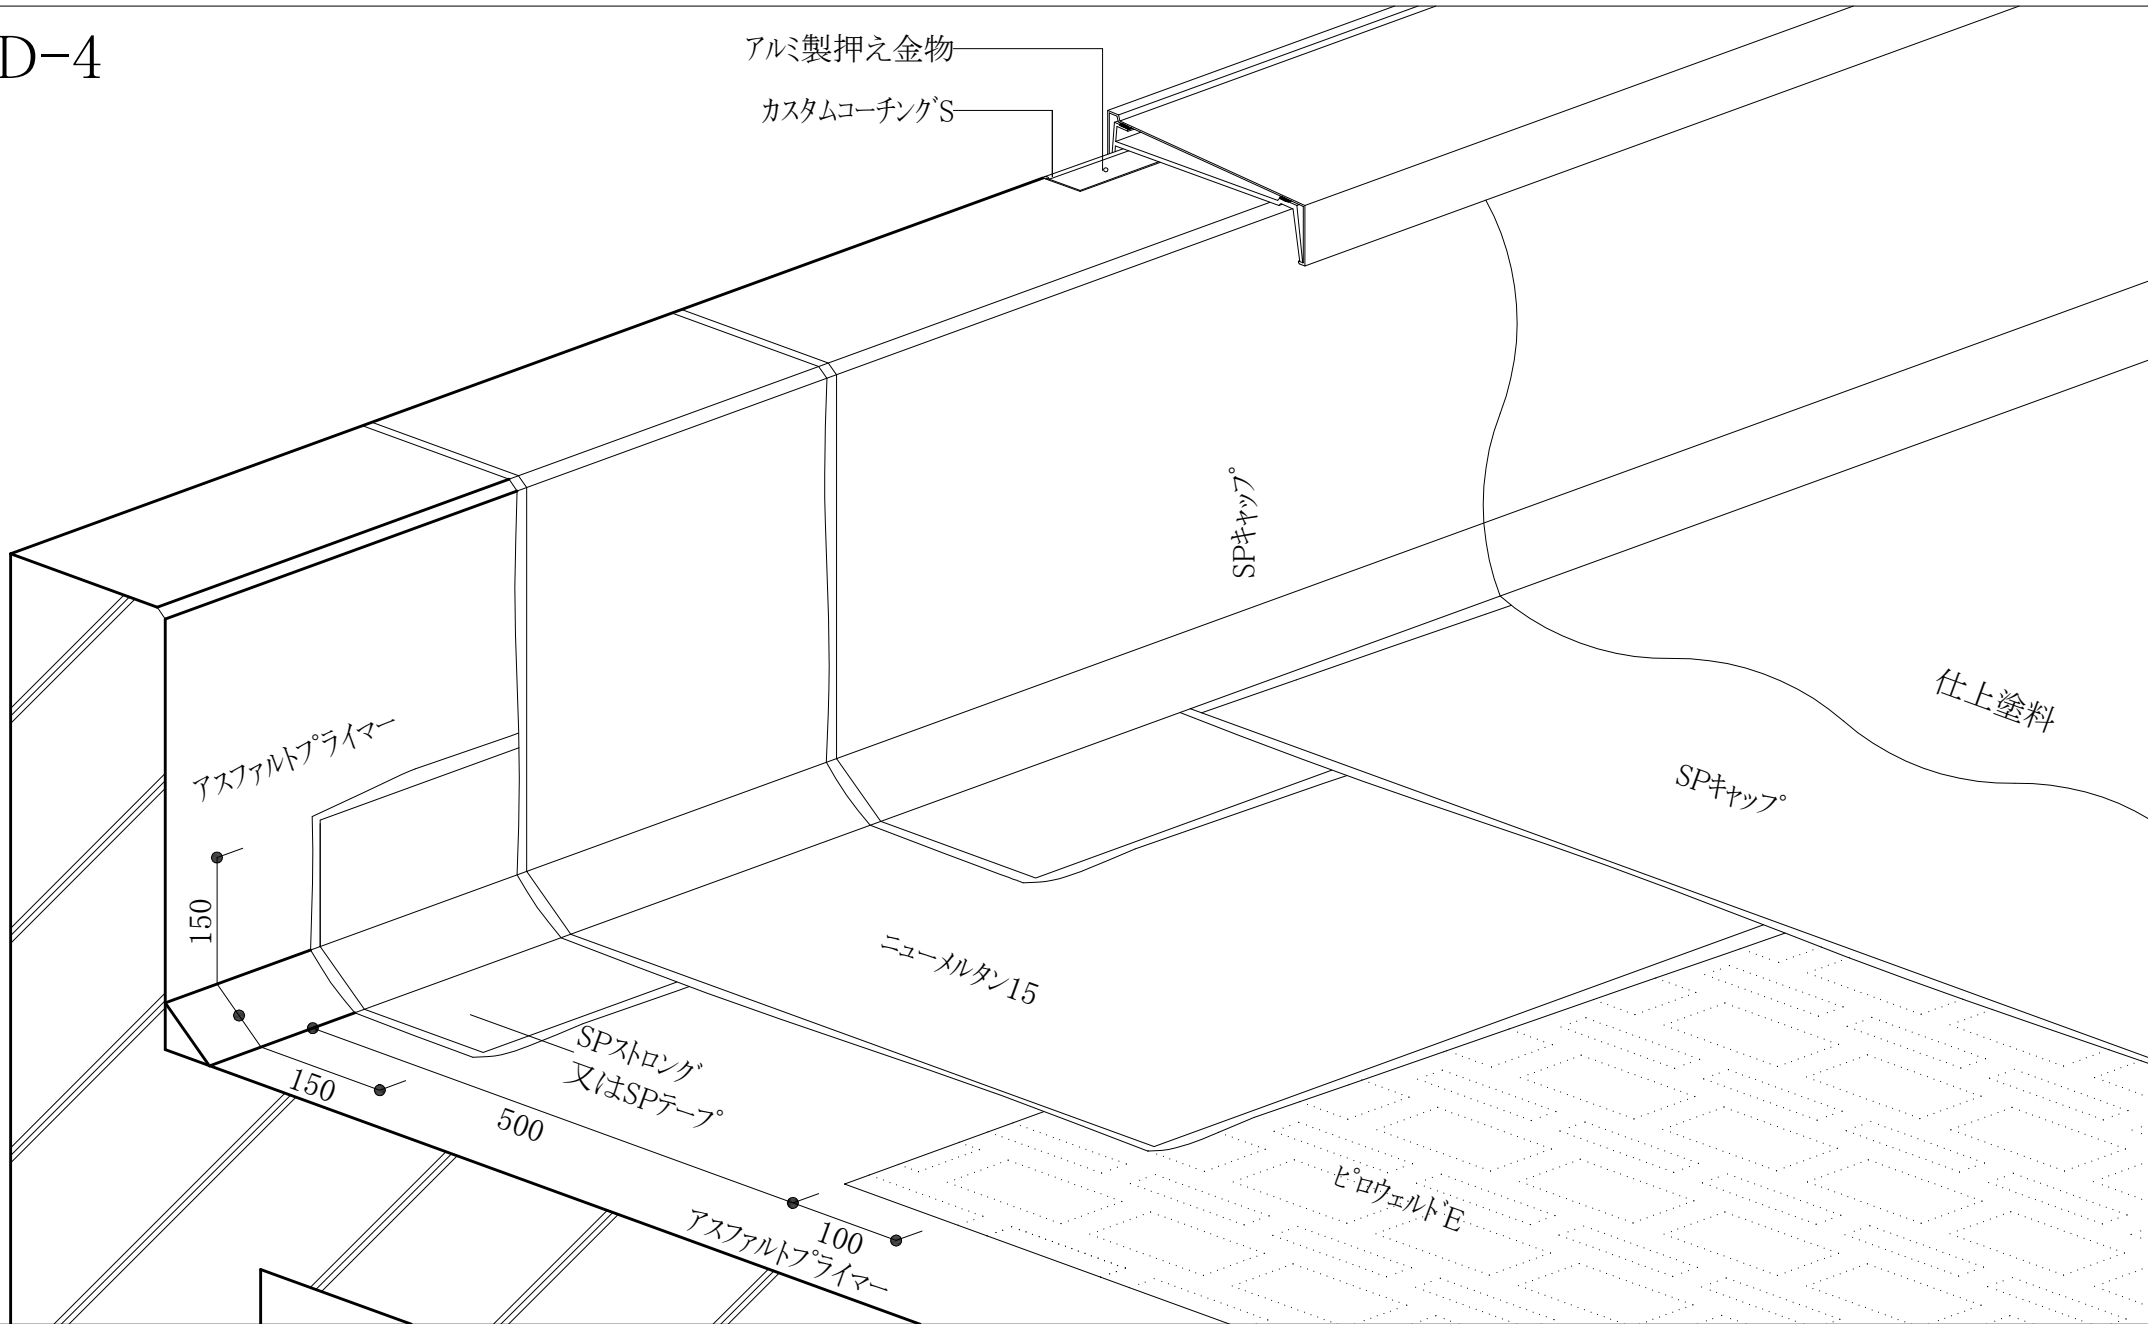 D-4
アルミ製押え金物
カスタムコーチングS
SPキャップ
仕上塗料
SPキャップ
アスファルトプライマー
150
ニューメルタン15
SPストロング
又はSPテープ
150
500
100
アスファルトプライマー
ピロウェルドE